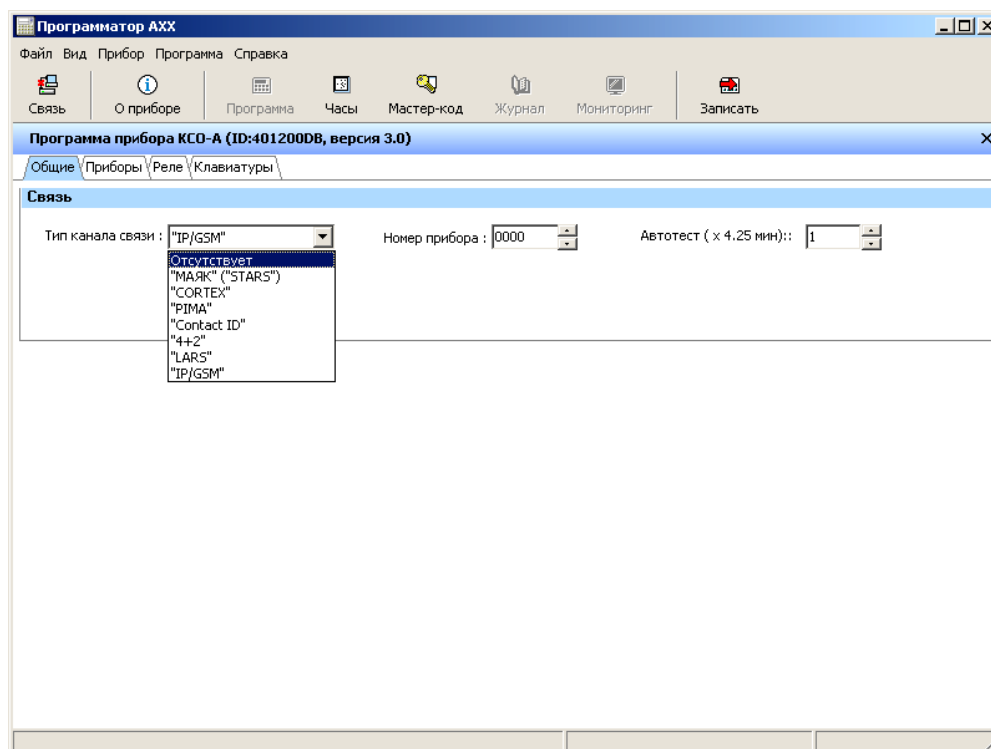 Программатор АХХ
Файл Вид Прибор Программа Справка
Связь О приборе Программа Часы Мастер-код Журнал Мониторинг Записать
Программа прибора КСО-А (ID:401200DB, версия 3.0)
Общие Приборы Реле Клавиатуры
Связь
Тип канала связи : "IP/GSM" Номер прибора : 0000 Автотест ( x 4.25 мин):: 1
Отсутствует
"МАЯК" ("STARS")
"CORTEX"
"PIMA"
"Contact ID"
"4+2"
"LARS"
"IP/GSM"